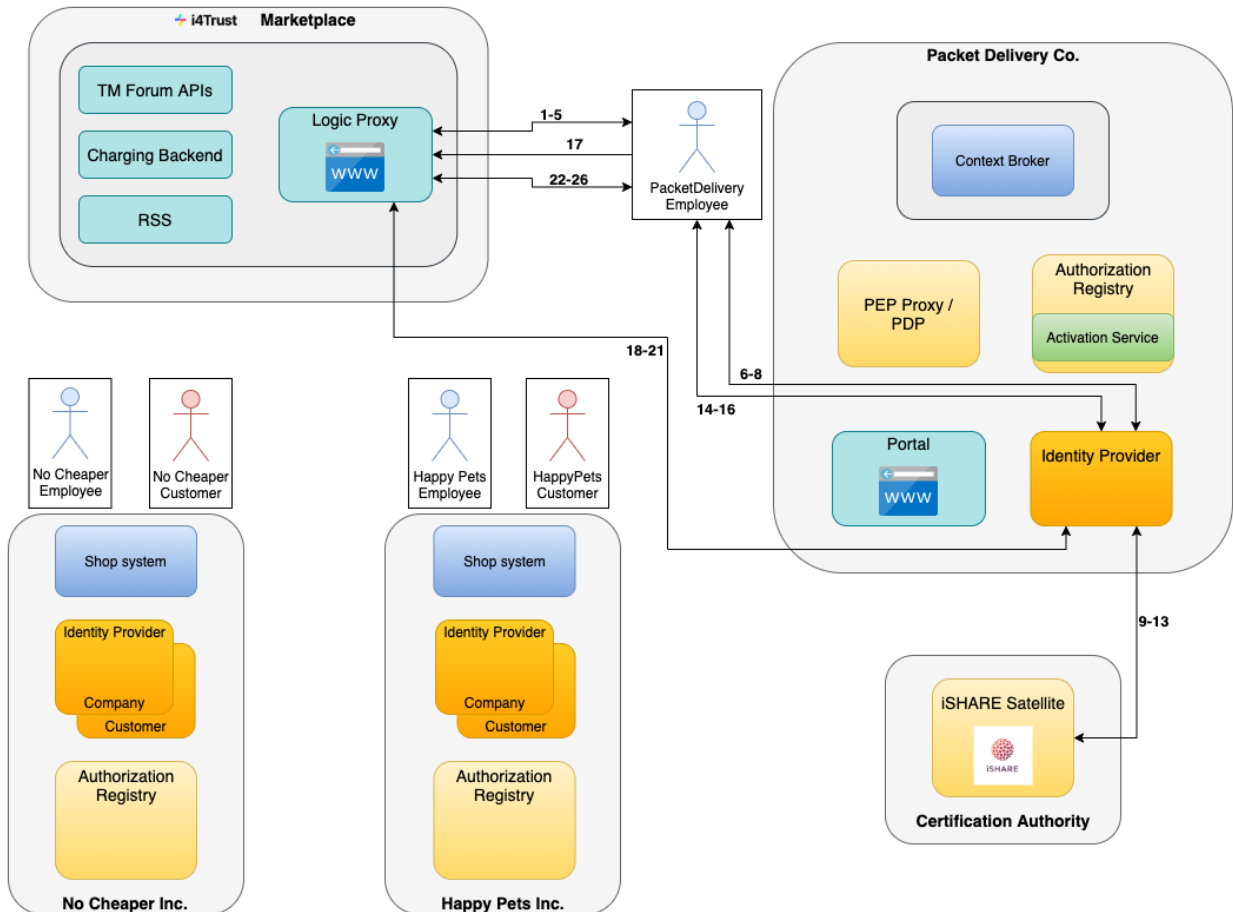 i4Trust Marketplace
TM Forum APIs
Charging Backend
RSS
Logic Proxy
WWW
1-5
17
22-26
PacketDelivery
Employee
Packet Delivery Co.
Context Broker
PEP Proxy /
PDP
Authorization
Registry
Activation Service
18-21
6-8
14-16
Portal
WWW
Identity Provider
9-13
No Cheaper
Employee
No Cheaper
Customer
Happy Pets
Employee
HappyPets
Customer
Shop system
Identity Provider
Company
Customer
Authorization
Registry
No Cheaper Inc.
Shop system
Identity Provider
Company
Customer
Authorization
Registry
Happy Pets Inc.
iSHARE Satellite
iSHARE
Certification Authority